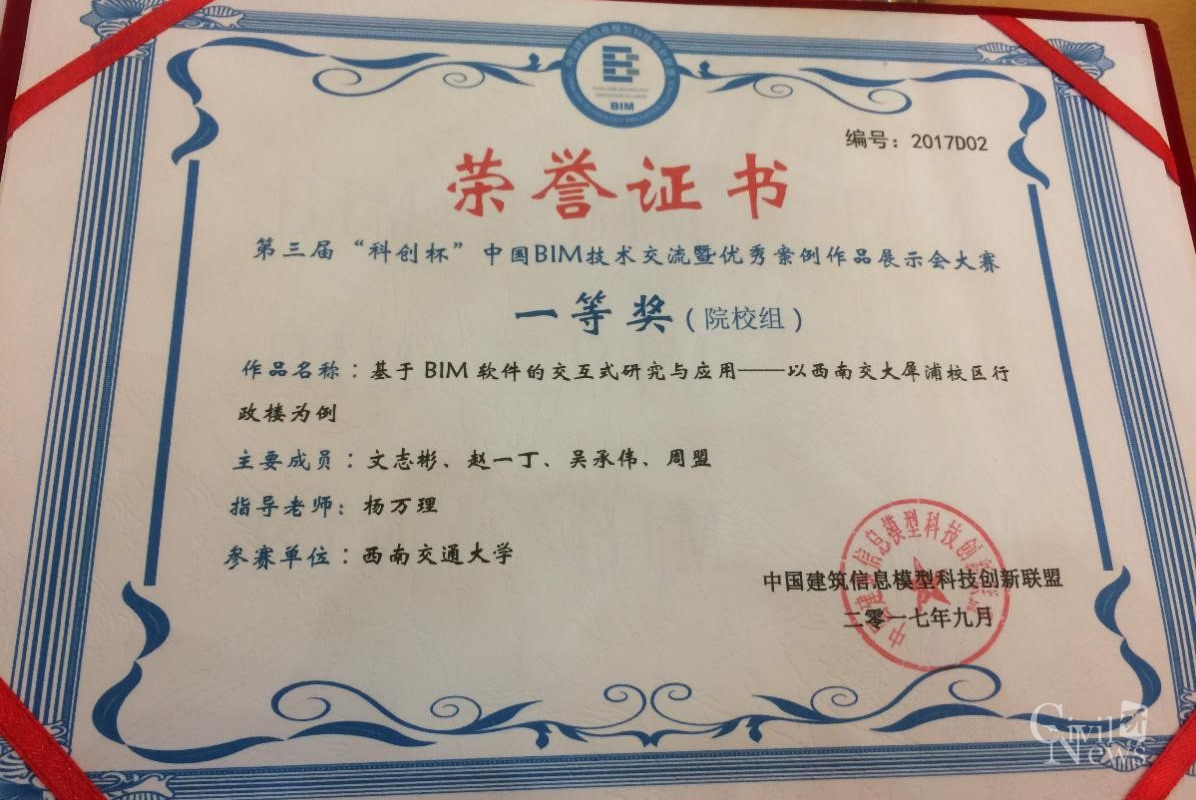 BIM
编号：2017D02
荣誉证书
第三届“科创杯”中国BIM技术交流暨优秀案例作品展示会大赛
一等奖（院校组）
作品名称：基于 BIM 软件的交互式研究与应用——以西南交大犀浦校区行
政楼为例
主要成员：文志彬、赵一丁、吴承伟、周盟
指导老师：杨万理
参赛单位：西南交通大学
中国建筑信息模型科技创新联盟
二零一七年九月
Civil
News